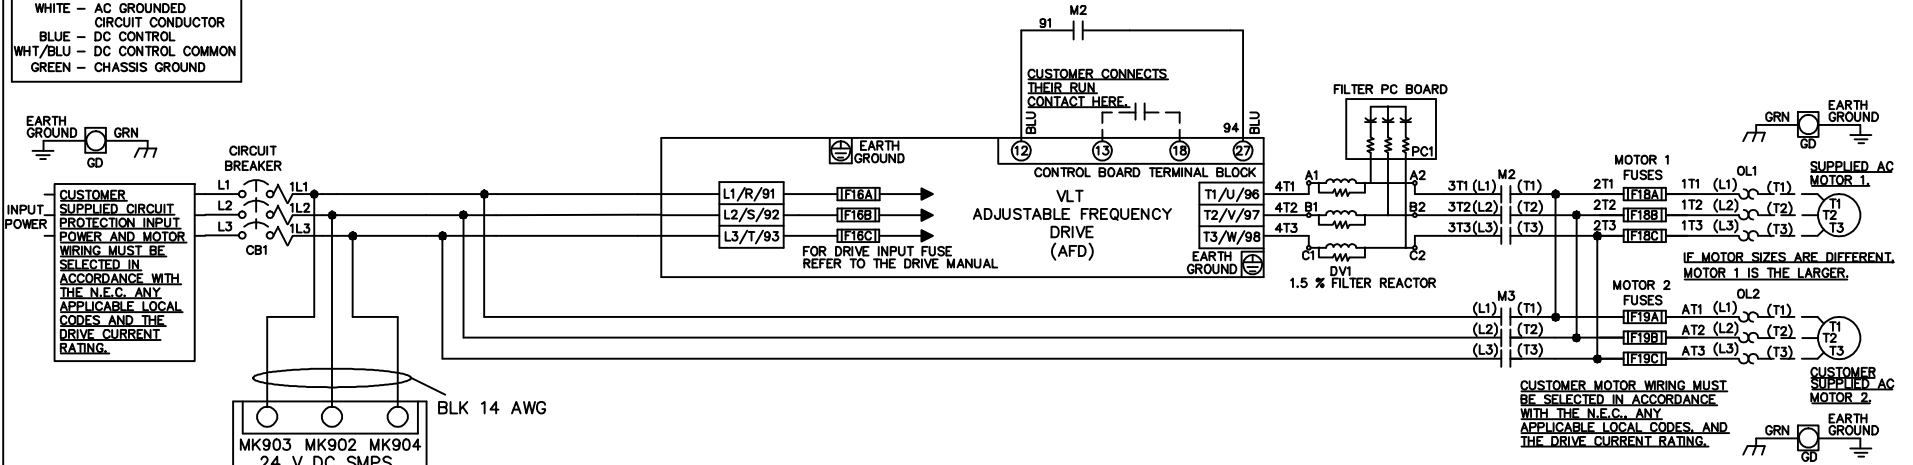 WHITE – AC GROUNDED
CIRCUIT CONDUCTOR
BLUE – DC CONTROL
WHT/BLU – DC CONTROL COMMON
GREEN – CHASSIS GROUND
EARTH
GROUND
GRN
GD
INPUT
POWER
CUSTOMER
SUPPLIED CIRCUIT
PROTECTION INPUT
POWER AND MOTOR
WIRING MUST BE
SELECTED IN
ACCORDANCE WITH
THE N.E.C. ANY
APPLICABLE LOCAL
CODES AND THE
DRIVE CURRENT
RATING.
CIRCUIT
BREAKER
L1
L2
L3
1L1
1L2
1L3
CB1
BLK 14 AWG
MK903 MK902 MK904
24 V DC SMPS
L1/R/91
L2/S/92
L3/T/93
F16A
F16B
F16C
EARTH
GROUND
FOR DRIVE INPUT FUSE
REFER TO THE DRIVE MANUAL
VLT
ADJUSTABLE FREQUENCY
DRIVE
(AFD)
M2
91
CUSTOMER CONNECTS
THEIR RUN
CONTACT HERE.
BLU
94
BLU
12
13
18
27
CONTROL BOARD TERMINAL BLOCK
T1/U/96
T2/V/97
T3/W/98
EARTH
GROUND
4T1
4T2
4T3
A1
B1
C1
A2
B2
C2
DV1
1.5 % FILTER REACTOR
FILTER PC BOARD
PC1
M2
3T1 (L1) (T1)
3T2(L2) (T2)
3T3(L3) (T3)
M3
(L1) (T1)
(L2) (T2)
(L3) (T3)
MOTOR 1
FUSES
2T1 F18A 1T1 (L1)
2T2 F18B 1T2 (L2)
2T3 F18C 1T3 (L3)
OL1
(T1)
(T2)
(T3)
T1
T2
T3
GRN
EARTH
GROUND
GD
SUPPLIED AC
MOTOR 1.
IF MOTOR SIZES ARE DIFFERENT,
MOTOR 1 IS THE LARGER.
MOTOR 2
FUSES
F19A AT1 (L1)
F19B AT2 (L2)
F19C AT3 (L3)
OL2
(T1)
(T2)
(T3)
T1
T2
T3
CUSTOMER
SUPPLIED AC
MOTOR 2.
CUSTOMER MOTOR WIRING MUST
BE SELECTED IN ACCORDANCE
WITH THE N.E.C., ANY
APPLICABLE LOCAL CODES, AND
THE DRIVE CURRENT RATING.
GRN
EARTH
GROUND
GD